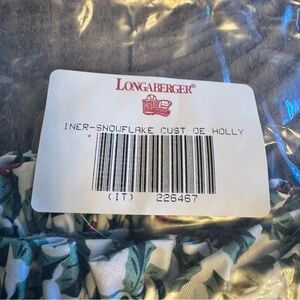 LONGABERGER®
INER-SNOWFLAKE CUST DE HOLLY
(IT) 226467